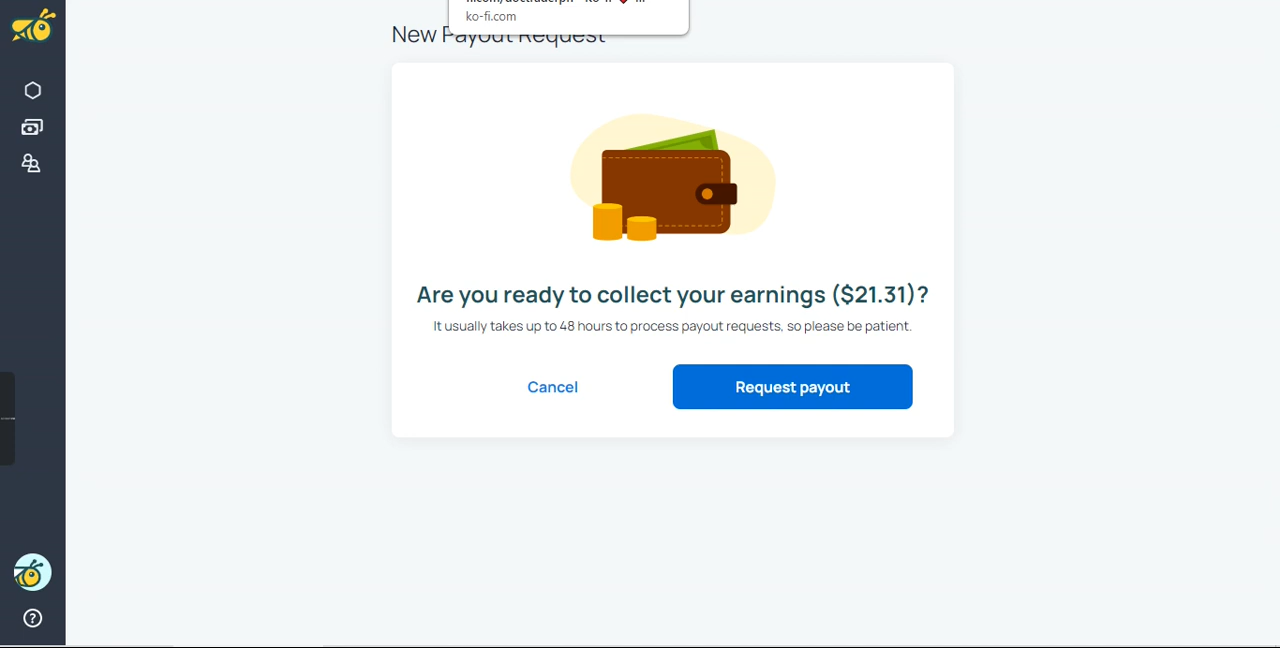 ko-fi.com
New Payout Request
Are you ready to collect your earnings ($21.31)?
It usually takes up to 48 hours to process payout requests, so please be patient.
Cancel
Request payout